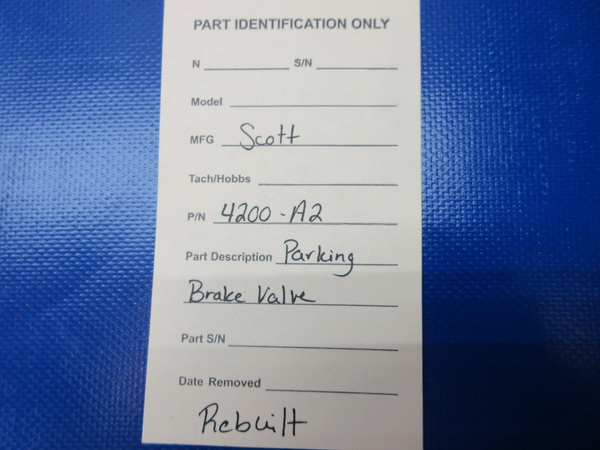 PART IDENTIFICATION ONLY
N S/N
Model
MFG Scott
Tach/Hobbs
P/N 4200-A2
Part Description Parking
Brake Valve
Part S/N
Date Removed
Rebuilt